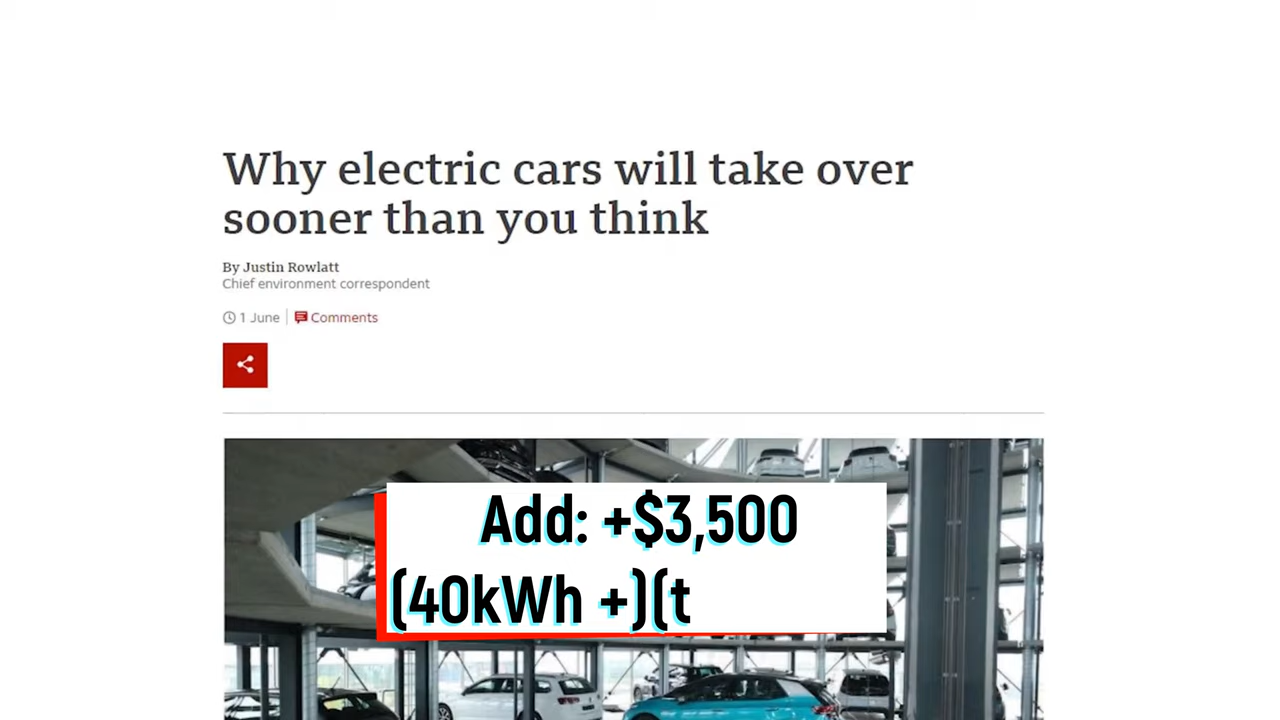 Why electric cars will take over
sooner than you think
By Justin Rowlatt
Chief environment correspondent
1 June
Comments
Add: +$3,500
(40kWh +)(t